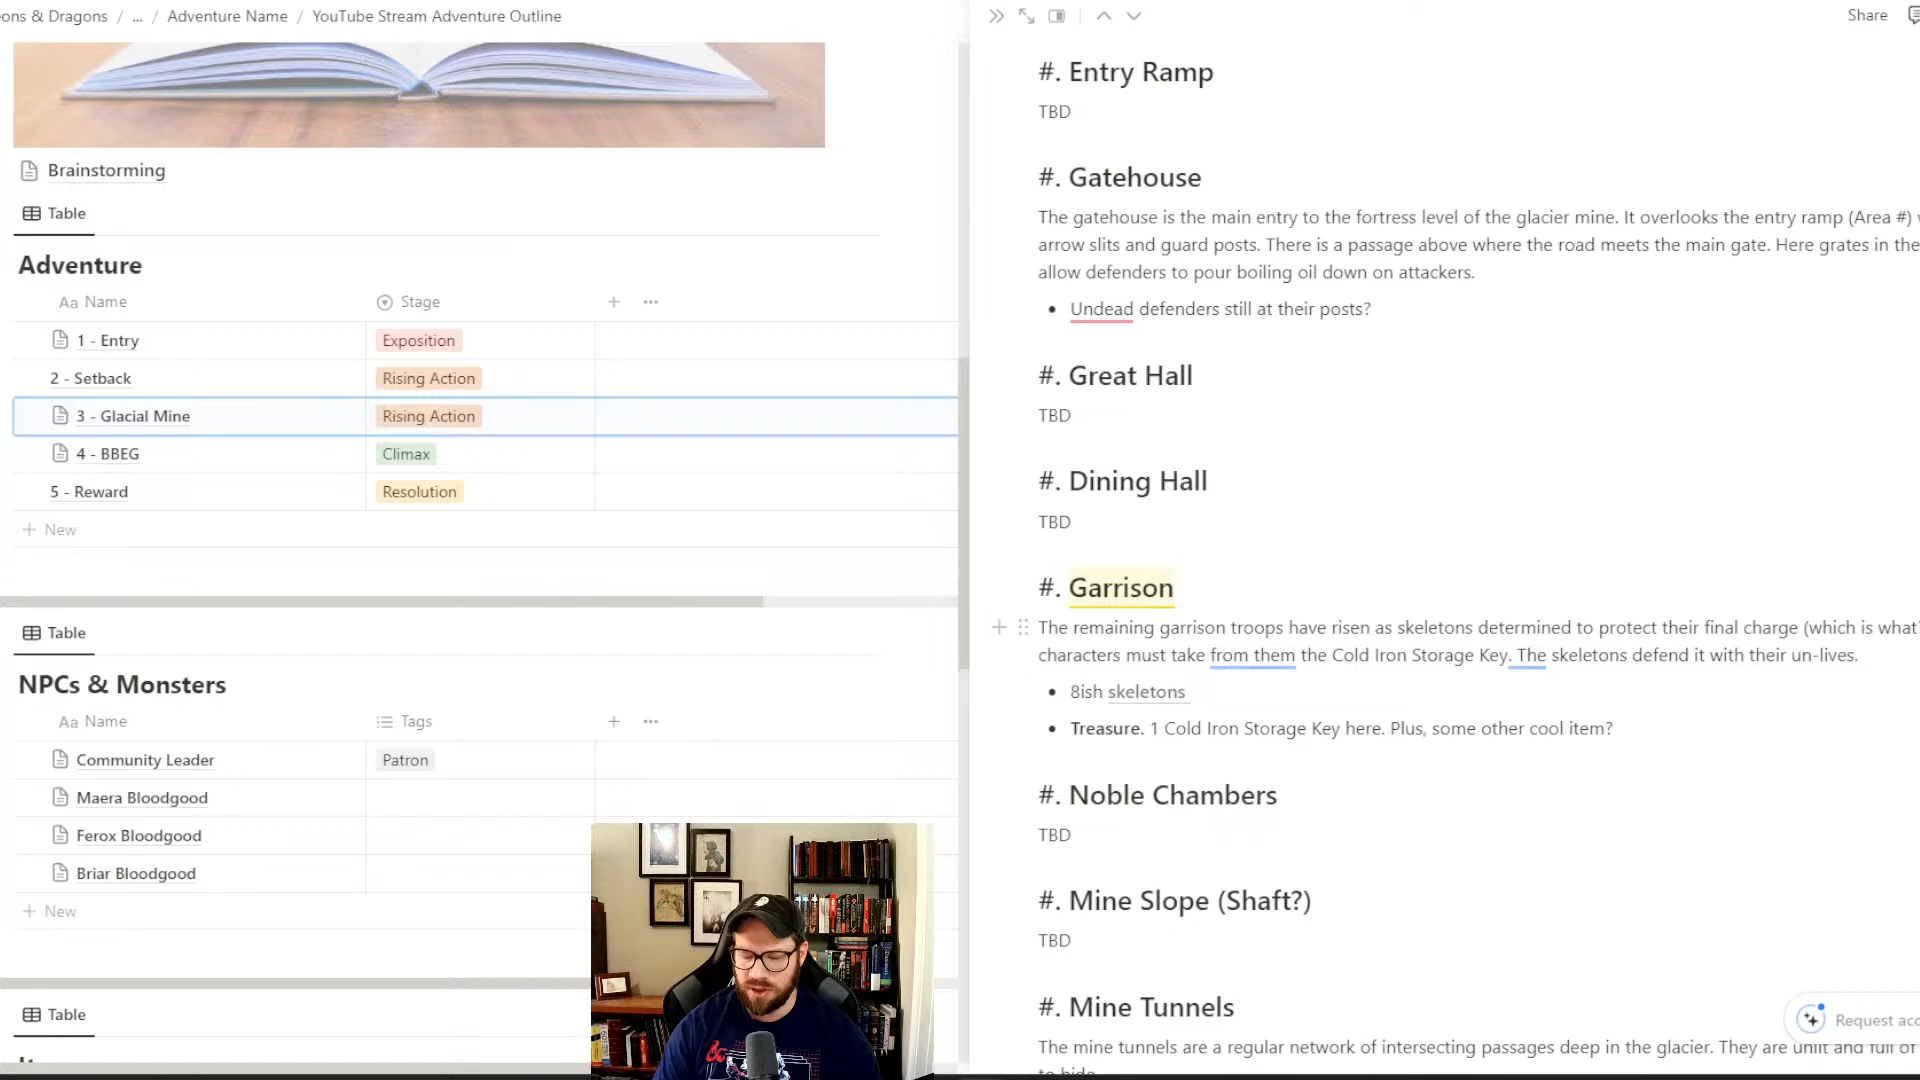 ons & Dragons / ... / Adventure Name / YouTube Stream Adventure Outline
Brainstorming
Table
Adventure
Aa Name
Stage
1 - Entry
Exposition
2 - Setback
Rising Action
3 - Glacial Mine
Rising Action
4 - BBEG
Climax
5 - Reward
Resolution
+ New
Table
NPCs & Monsters
Aa Name
Tags
Community Leader
Patron
Maera Bloodgood
Ferox Bloodgood
Briar Bloodgood
+ New
Table
Share
#. Entry Ramp
TBD
#. Gatehouse
The gatehouse is the main entry to the fortress level of the glacier mine. It overlooks the entry ramp (Area #)
arrow slits and guard posts. There is a passage above where the road meets the main gate. Here grates in the
allow defenders to pour boiling oil down on attackers.
• Undead defenders still at their posts?
#. Great Hall
TBD
#. Dining Hall
TBD
#. Garrison
The remaining garrison troops have risen as skeletons determined to protect their final charge (which is what?
characters must take from them the Cold Iron Storage Key. The skeletons defend it with their un-lives.
• 8ish skeletons
• Treasure. 1 Cold Iron Storage Key here. Plus, some other cool item?
#. Noble Chambers
TBD
#. Mine Slope (Shaft?)
TBD
#. Mine Tunnels
Request acc
The mine tunnels are a regular network of intersecting passages deep in the glacier. They are unlit and full of
to hide